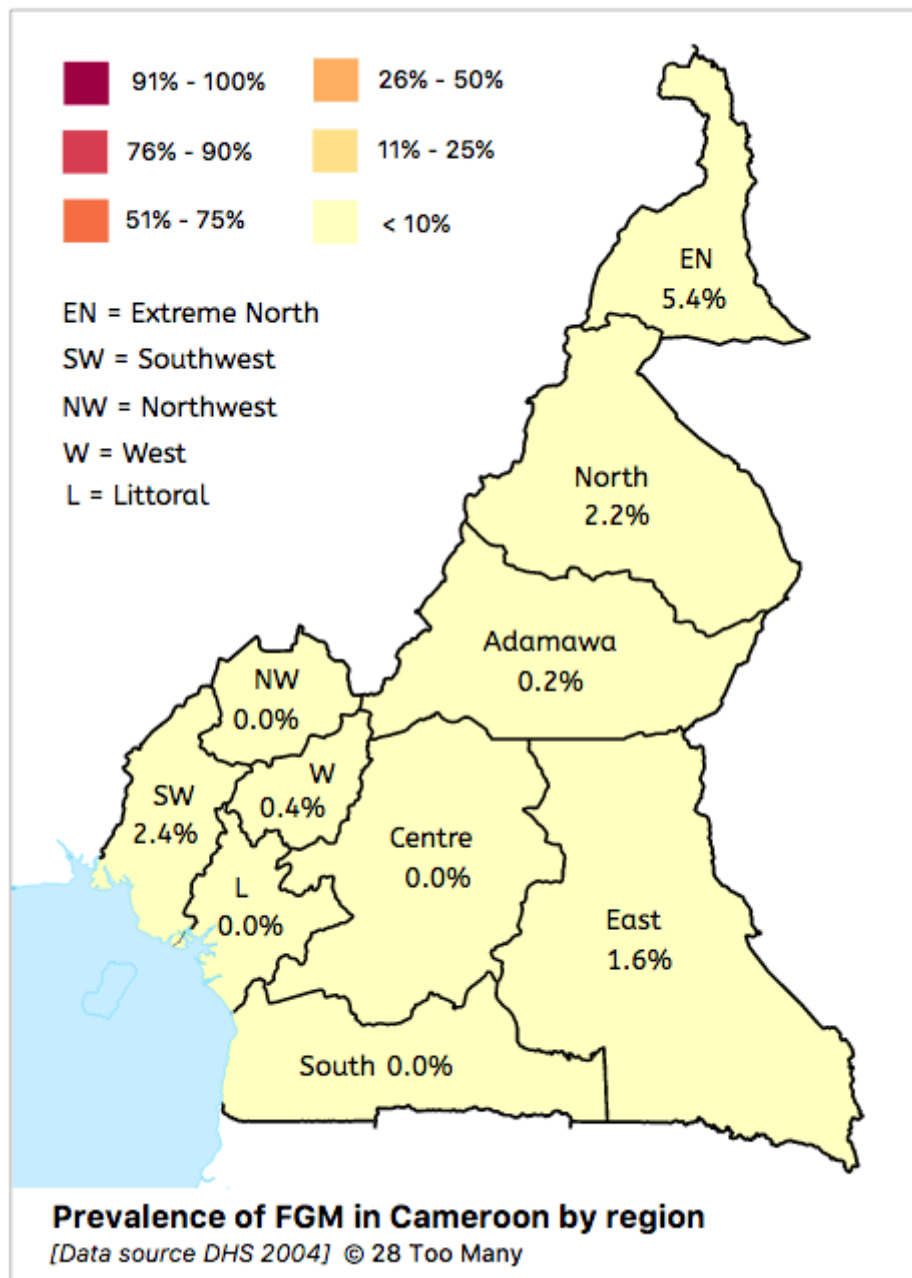 91% - 100%
26% - 50%
76% - 90%
11% - 25%
51% - 75%
< 10%
EN = Extreme North
SW = Southwest
NW = Northwest
W = West
L = Littoral
EN
5.4%
North
2.2%
Adamawa
0.2%
NW
0.0%
W
0.4%
SW
2.4%
Centre
0.0%
L
0.0%
East
1.6%
South 0.0%
Prevalence of FGM in Cameroon by region
[Data source DHS 2004] © 28 Too Many